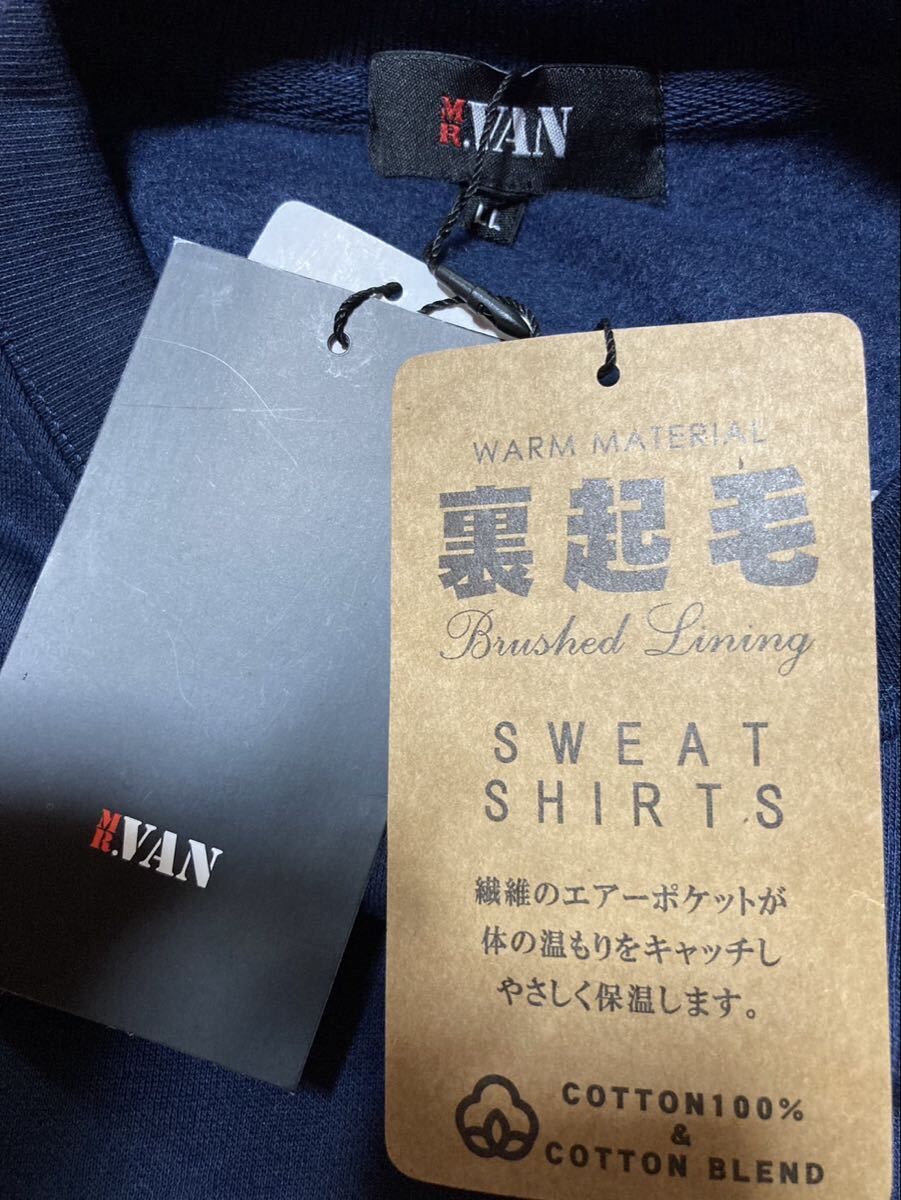 MR.VAN
LL
WARM MATERIAL
裏起毛
Brushed Lining
SWEAT
SHIRTS
繊維のエアーポケットが
体の温もりをキャッチし
やさしく保温します。
COTTON100%
&
COTTON BLEND
MR.VAN